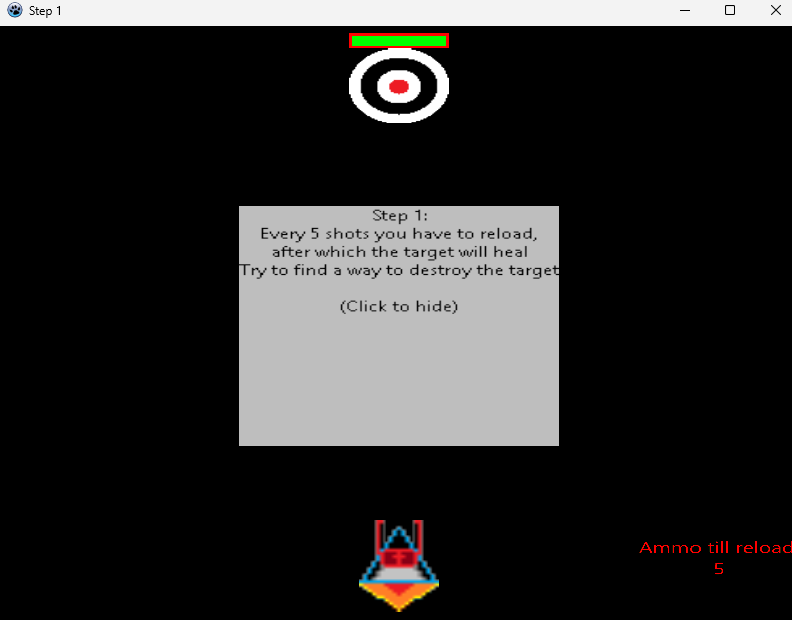 Step 1
Step 1:
Every 5 shots you have to reload,
after which the target will heal
Try to find a way to destroy the target
(Click to hide)
Ammo till reload
5